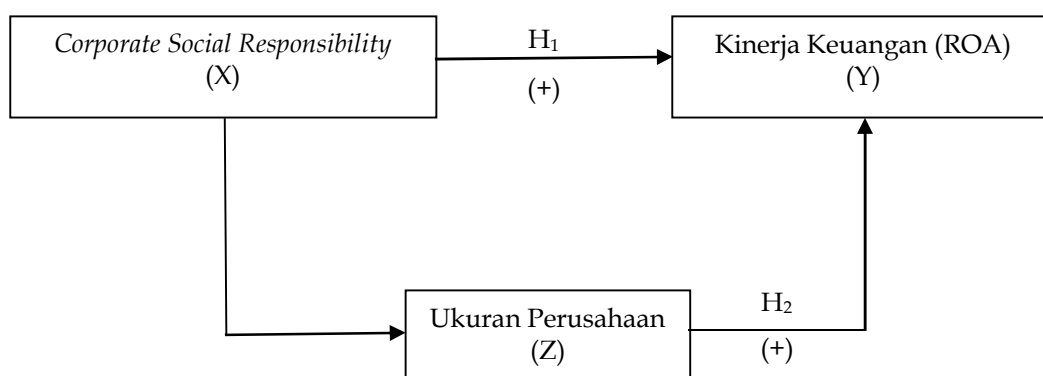 Corporate Social Responsibility
(X)
H₁
(+)
Kinerja Keuangan (ROA)
(Y)
Ukuran Perusahaan
(Z)
H₂
(+)